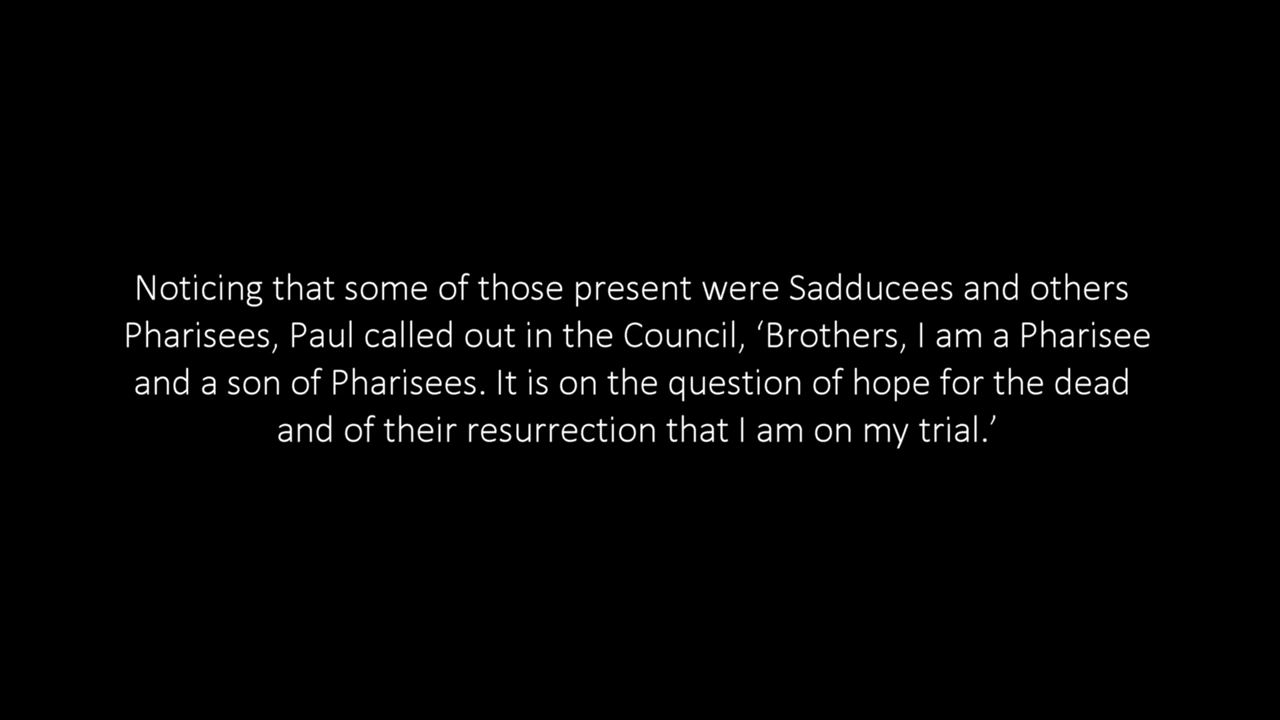 Noticing that some of those present were Sadducees and others
Pharisees, Paul called out in the Council, ‘Brothers, I am a Pharisee
and a son of Pharisees. It is on the question of hope for the dead
and of their resurrection that I am on my trial.’